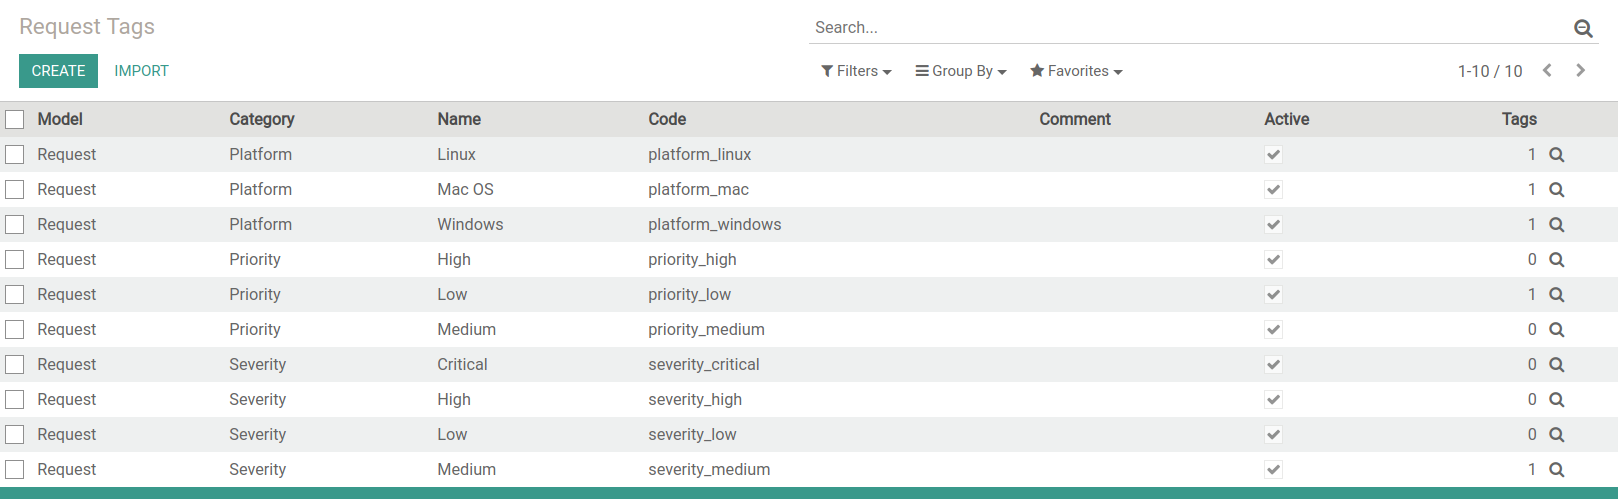 Request Tags
Search...
CREATE IMPORT Filters Group By Favorites 1-10 / 10
Model Category Name Code Comment Active Tags
Request Platform Linux platform_linux 1
Request Platform Mac OS platform_mac 1
Request Platform Windows platform_windows 1
Request Priority High priority_high 0
Request Priority Low priority_low 1
Request Priority Medium priority_medium 0
Request Severity Critical severity_critical 0
Request Severity High severity_high 0
Request Severity Low severity_low 0
Request Severity Medium severity_medium 1